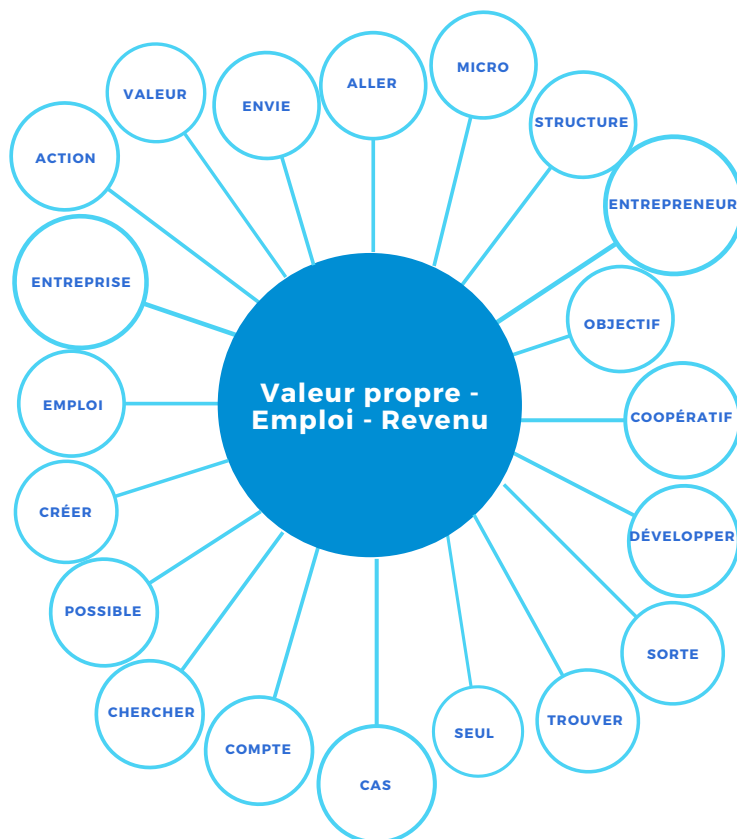 MICRO
ALLER
VALEUR
ENVIE
STRUCTURE
ACTION
ENTREPRENEUR
ENTREPRISE
OBJECTIF
Valeur propre -
Emploi - Revenu
EMPLOI
COOPÉRATIF
CRÉER
DÉVELOPPER
POSSIBLE
SORTE
CHERCHER
TROUVER
SEUL
COMPTE
CAS